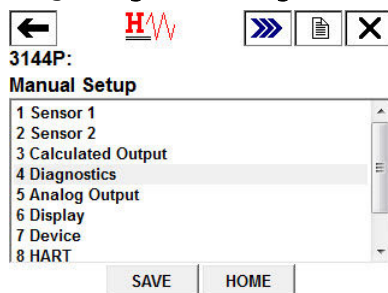 H
3144P:
Manual Setup
1 Sensor 1
2 Sensor 2
3 Calculated Output
4 Diagnostics
5 Analog Output
6 Display
7 Device
8 HART
SAVE HOME